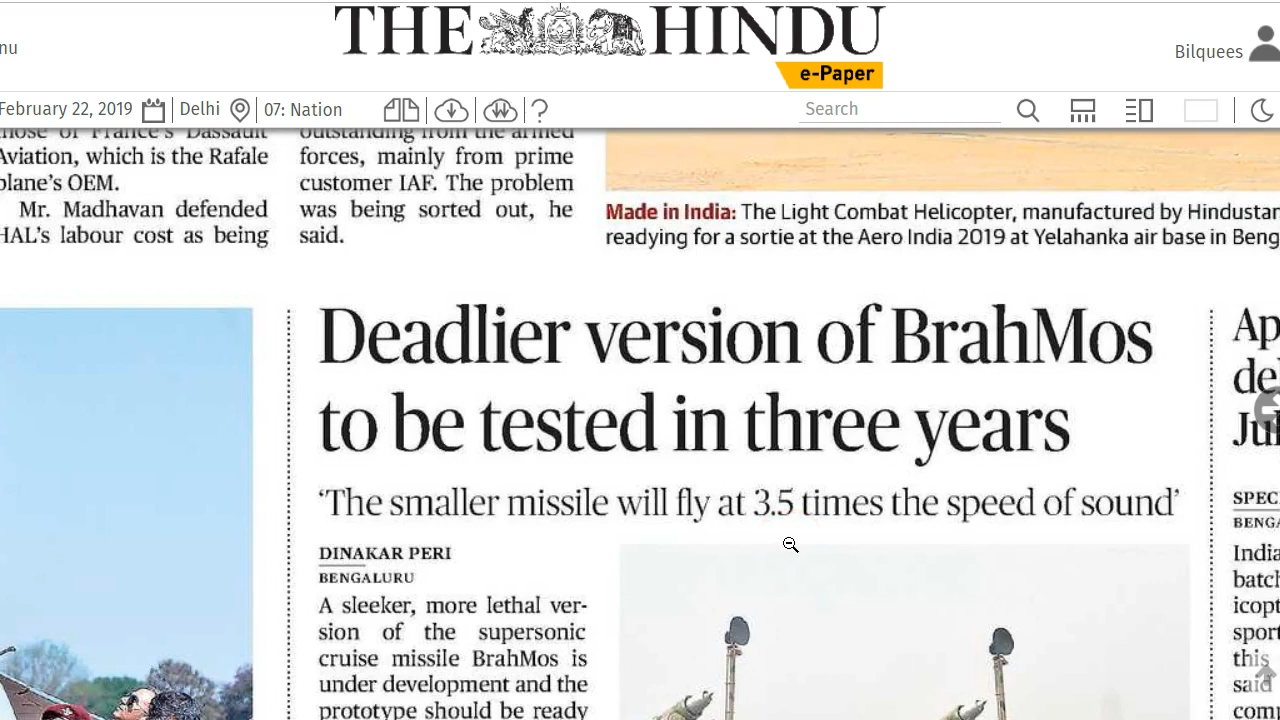 THE HINDU
e-Paper
Bilquees
February 22, 2019
Delhi
07: Nation
Search
Aviation, which is the Rafale
plane's OEM.
Mr. Madhavan defended
HAL's labour cost as being
outstanding from the armed
forces, mainly from prime
customer IAF. The problem
was being sorted out, he
said.
Made in India: The Light Combat Helicopter, manufactured by Hindustan
readying for a sortie at the Aero India 2019 at Yelahanka air base in Beng
Deadlier version of BrahMos
to be tested in three years
‘The smaller missile will fly at 3.5 times the speed of sound’
DINAKAR PERI
BENGALURU
A sleeker, more lethal ver-
sion of the supersonic
cruise missile BrahMos is
under development and the
prototype should be ready
India
batch
icopt
sport
this
said